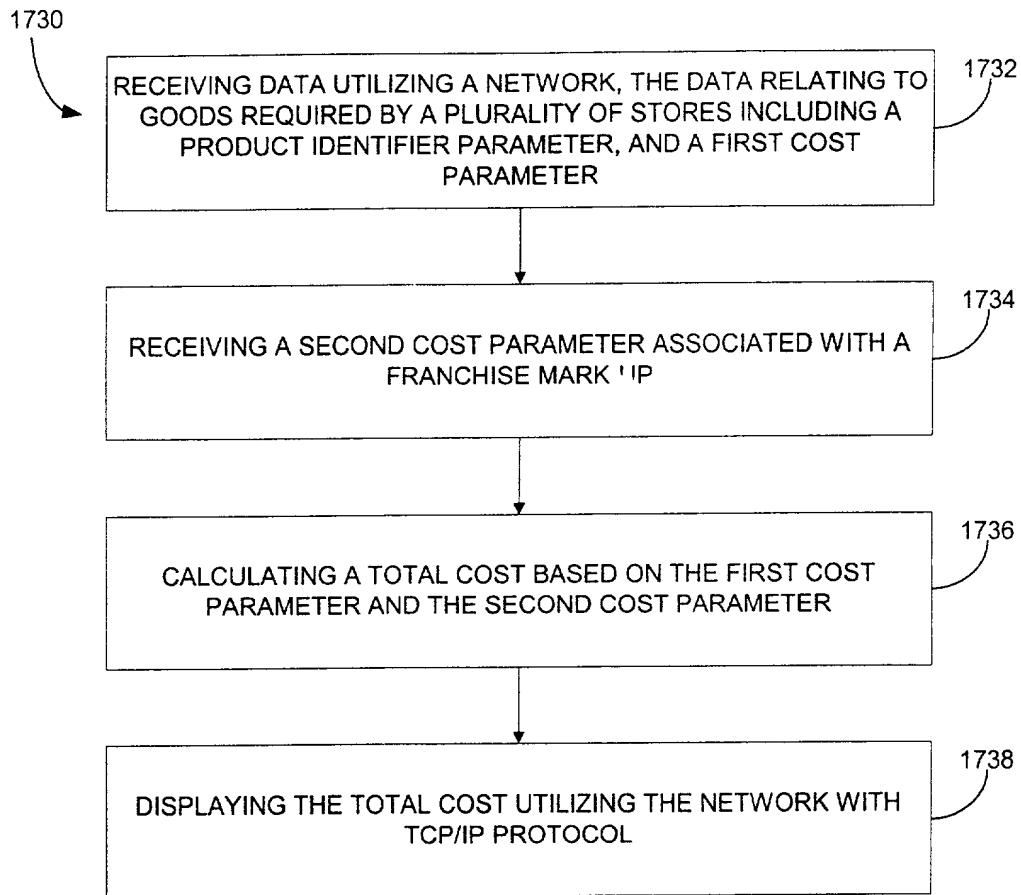 1730
RECEIVING DATA UTILIZING A NETWORK, THE DATA RELATING TO
GOODS REQUIRED BY A PLURALITY OF STORES INCLUDING A
PRODUCT IDENTIFIER PARAMETER, AND A FIRST COST
PARAMETER
1732
RECEIVING A SECOND COST PARAMETER ASSOCIATED WITH A
FRANCHISE MARK UP
1734
CALCULATING A TOTAL COST BASED ON THE FIRST COST
PARAMETER AND THE SECOND COST PARAMETER
1736
DISPLAYING THE TOTAL COST UTILIZING THE NETWORK WITH
TCP/IP PROTOCOL
1738